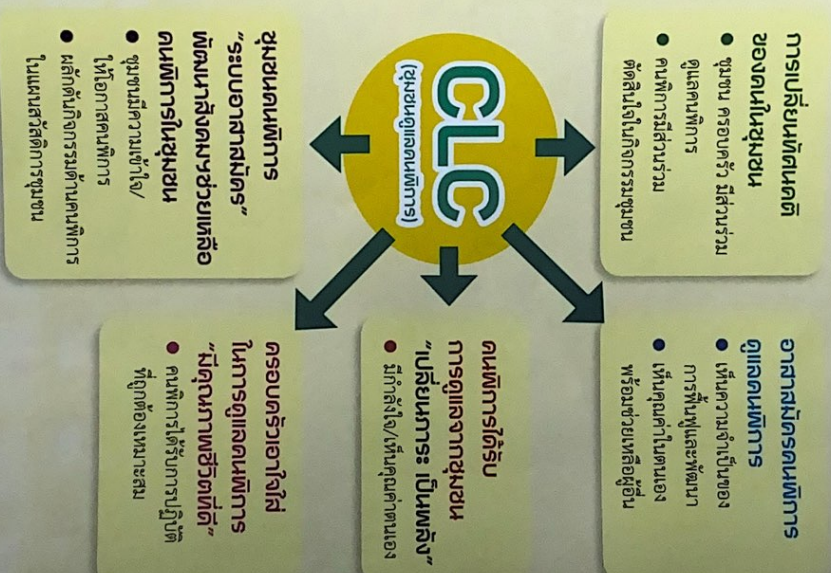 การเปลี่ยนทัศนคติ
ของคนในชุมชน
• ชุมชน ครอบครัว มีส่วนร่วม
ดูแลคนพิการ
• คนพิการมีส่วนร่วม
ตัดสินใจในกิจกรรมชุมชน
อาสาสมัครคนพิการ
ดูแลคนพิการ
• เห็นความจำเป็นของ
การฟื้นฟูและพัฒนา
• เห็นคุณค่าในตนเอง
พร้อมช่วยเหลือผู้อื่น
CLC
(ชุมชนดูแลคนพิการ)
คนพิการได้รับ
การดูแลจากชุมชน
"เปลี่ยนภาระ เป็นพลัง"
• มีกำลังใจ/เห็นคุณค่าตนเอง
ชุมชนคนพิการ
"ระบบอาสาสมัคร"
พัฒนาสังคมฯช่วยเหลือ
คนพิการในชุมชน
• ชุมชนมีความเข้าใจ/
ให้โอกาสคนพิการ
• ผลักดันกิจกรรมด้านคนพิการ
ในแผนสวัสดิการชุมชน
ครอบครัวเอาใจใส่
ในการดูแลคนพิการ
"มีคุณภาพชีวิตที่ดี"
• คนพิการได้รับการปฏิบัติ
ที่ถูกต้องเหมาะสม